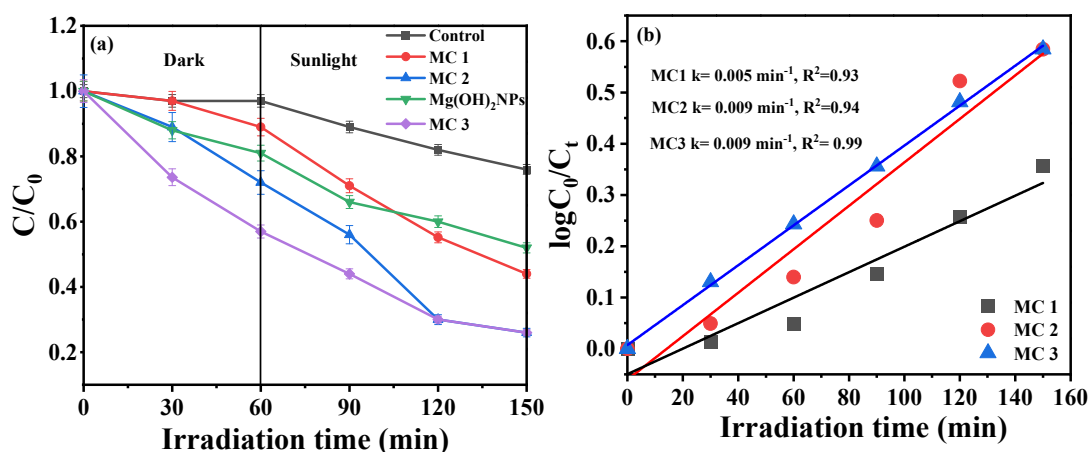 (a)
Dark
Sunlight
Control
MC 1
MC 2
Mg(OH)₂NPs
MC 3
C/C₀
1.0
0.8
0.6
0.4
0.2
0
30
60
90
120
150
Irradiation time (min)
(b)
MC1 k= 0.005 min⁻¹, R²=0.93
MC2 k= 0.009 min⁻¹, R²=0.94
MC3 k= 0.009 min⁻¹, R²= 0.99
logC₀/Cₜ
0.6
0.5
0.4
0.3
0.2
0.1
0.0
MC 1
MC 2
MC 3
0
20
40
60
80
100
120
140
160
Irradiation time (min)